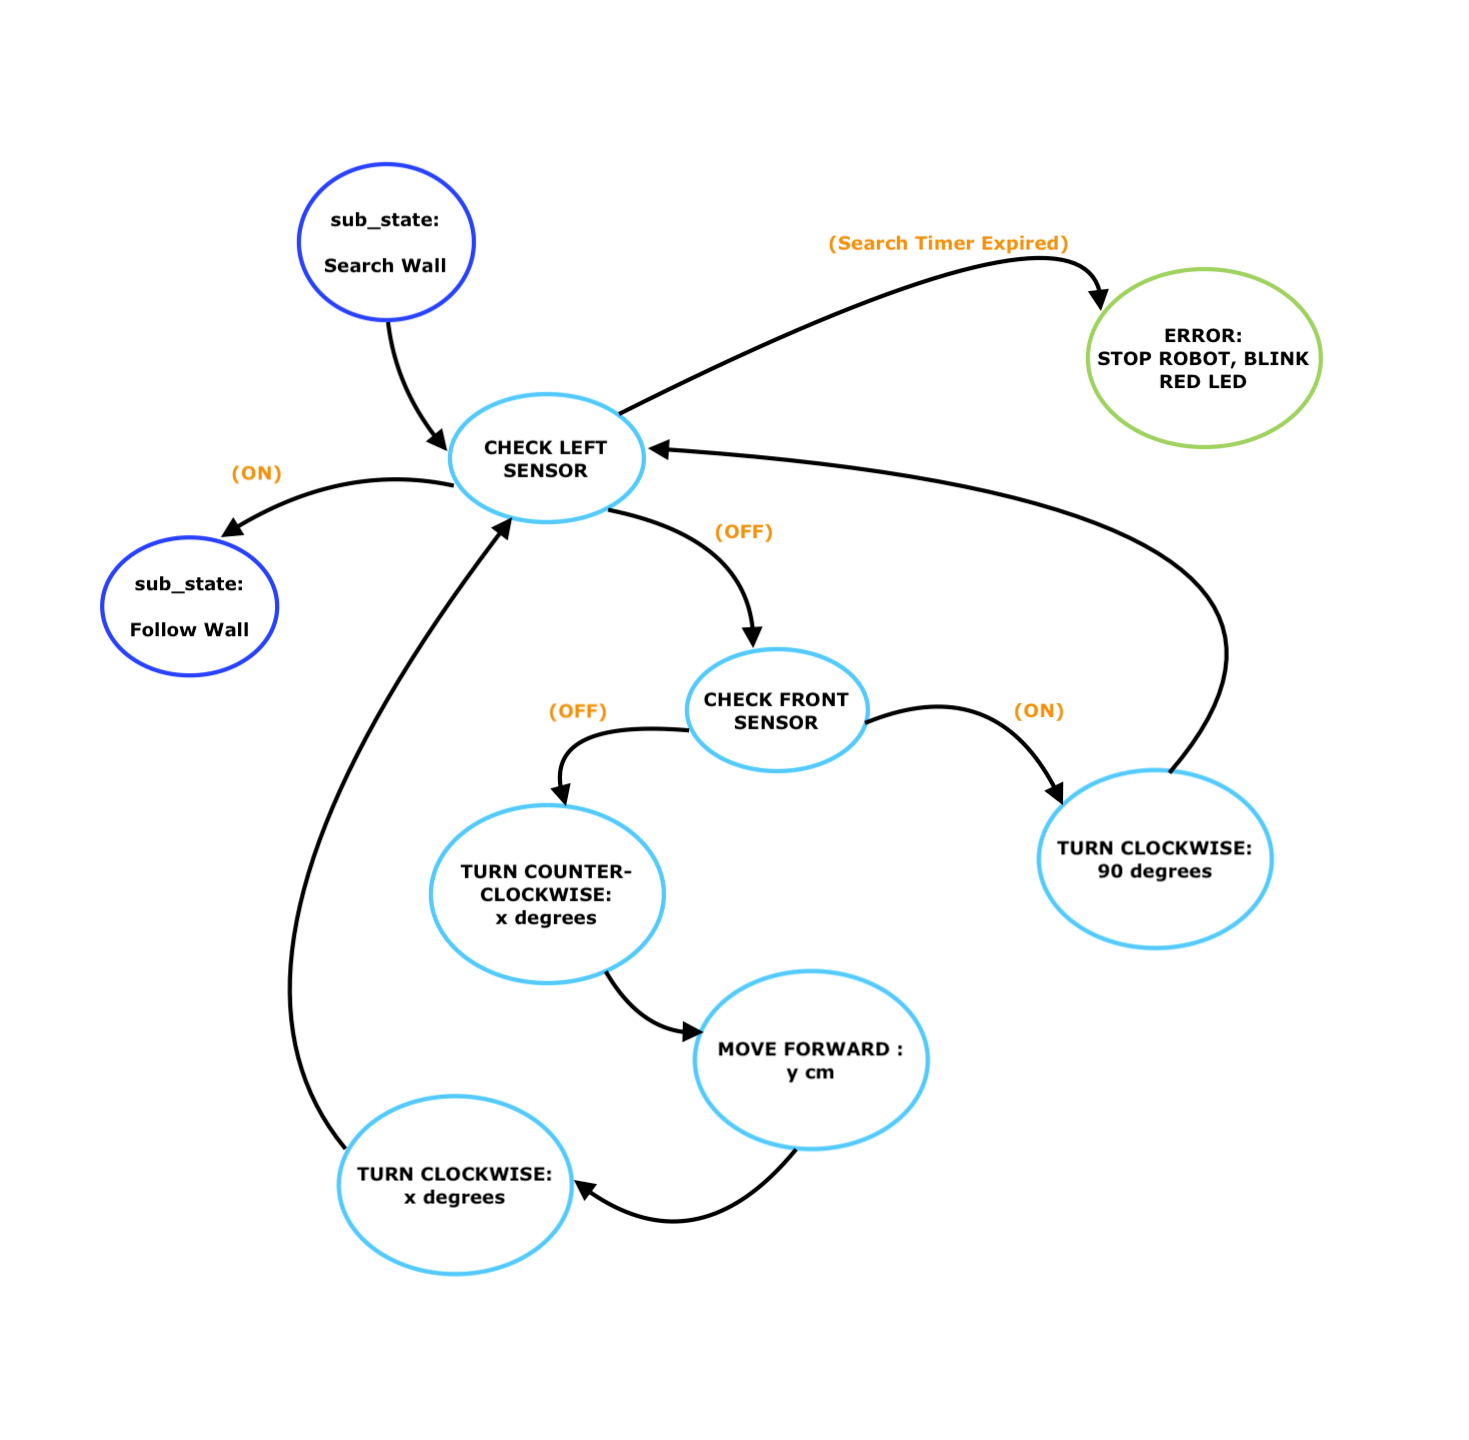 sub_state:
Search Wall
(Search Timer Expired)
ERROR:
STOP ROBOT, BLINK
RED LED
CHECK LEFT
SENSOR
(ON)
(OFF)
sub_state:
Follow Wall
CHECK FRONT
SENSOR
(OFF)
(ON)
TURN COUNTER-
CLOCKWISE:
x degrees
TURN CLOCKWISE:
90 degrees
MOVE FORWARD :
y cm
TURN CLOCKWISE:
x degrees